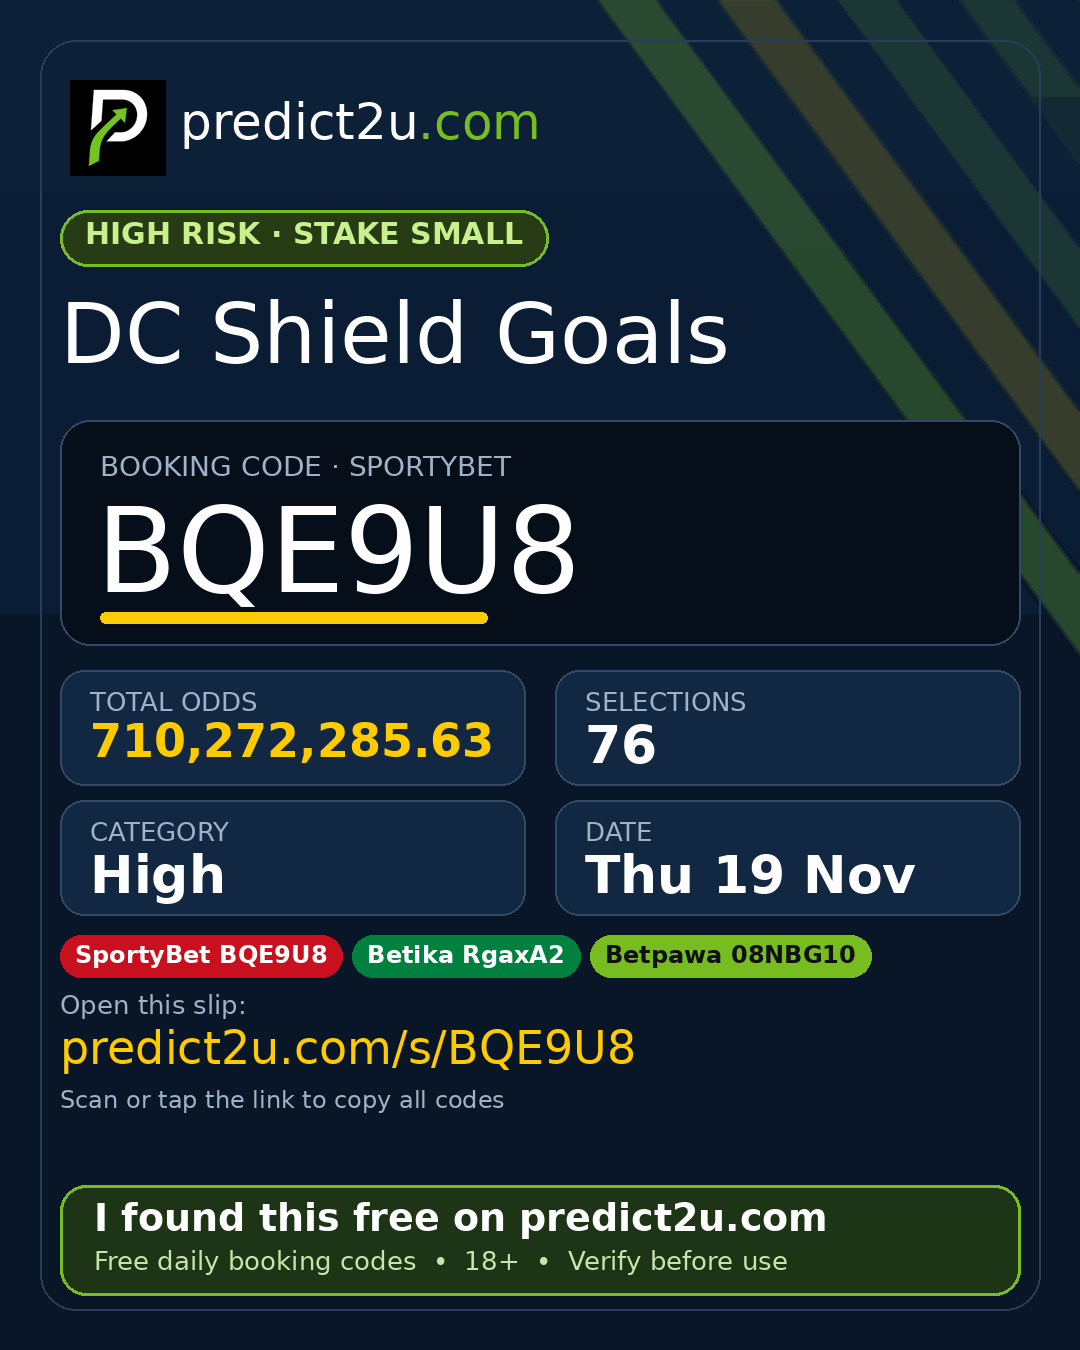 predict2u.com
HIGH RISK · STAKE SMALL
DC Shield Goals
BOOKING CODE · SPORTYBET
BQE9U8
TOTAL ODDS
710,272,285.63
SELECTIONS
76
CATEGORY
High
DATE
Thu 19 Nov
SportyBet BQE9U8
Betika RgaxA2
Betpawa 08NBG10
Open this slip:
predict2u.com/s/BQE9U8
Scan or tap the link to copy all codes
I found this free on predict2u.com
Free daily booking codes • 18+ • Verify before use